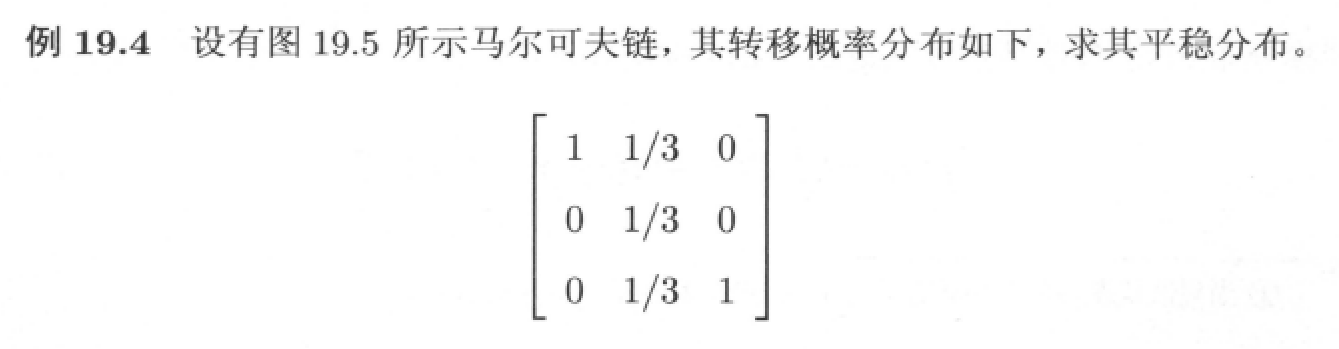 例 19.4 设有图 19.5 所示马尔可夫链，其转移概率分布如下，求其平稳分布。
1 1/3 0
0 1/3 0
0 1/3 1